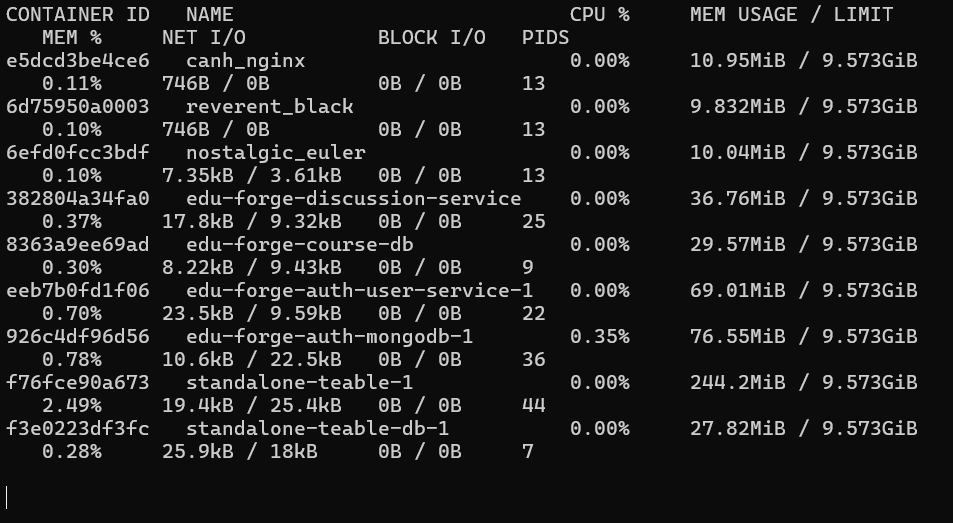 CONTAINER ID   NAME                            CPU %     MEM USAGE / LIMIT
   MEM %     NET I/O           BLOCK I/O   PIDS
e5dcd3be4ce6   canh_nginx                      0.00%     10.95MiB / 9.573GiB
   0.11%     746B / 0B         0B / 0B     13
6d75950a0003   reverent_black                  0.00%     9.832MiB / 9.573GiB
   0.10%     746B / 0B         0B / 0B     13
6efd0fcc3bdf   nostalgic_euler                 0.00%     10.04MiB / 9.573GiB
   0.10%     7.35kB / 3.61kB   0B / 0B     13
382804a34fa0   edu-forge-discussion-service    0.00%     36.76MiB / 9.573GiB
   0.37%     17.8kB / 9.32kB   0B / 0B     25
8363a9ee69ad   edu-forge-course-db             0.00%     29.57MiB / 9.573GiB
   0.30%     8.22kB / 9.43kB   0B / 0B     9
eeb7b0fd1f06   edu-forge-auth-user-service-1   0.00%     69.01MiB / 9.573GiB
   0.70%     23.5kB / 9.59kB   0B / 0B     22
926c4df96d56   edu-forge-auth-mongodb-1        0.35%     76.55MiB / 9.573GiB
   0.78%     10.6kB / 22.5kB   0B / 0B     36
f76fce90a673   standalone-teable-1             0.00%     244.2MiB / 9.573GiB
   2.49%     19.4kB / 25.4kB   0B / 0B     44
f3e0223df3fc   standalone-teable-db-1          0.00%     27.82MiB / 9.573GiB
   0.28%     25.9kB / 18kB     0B / 0B     7